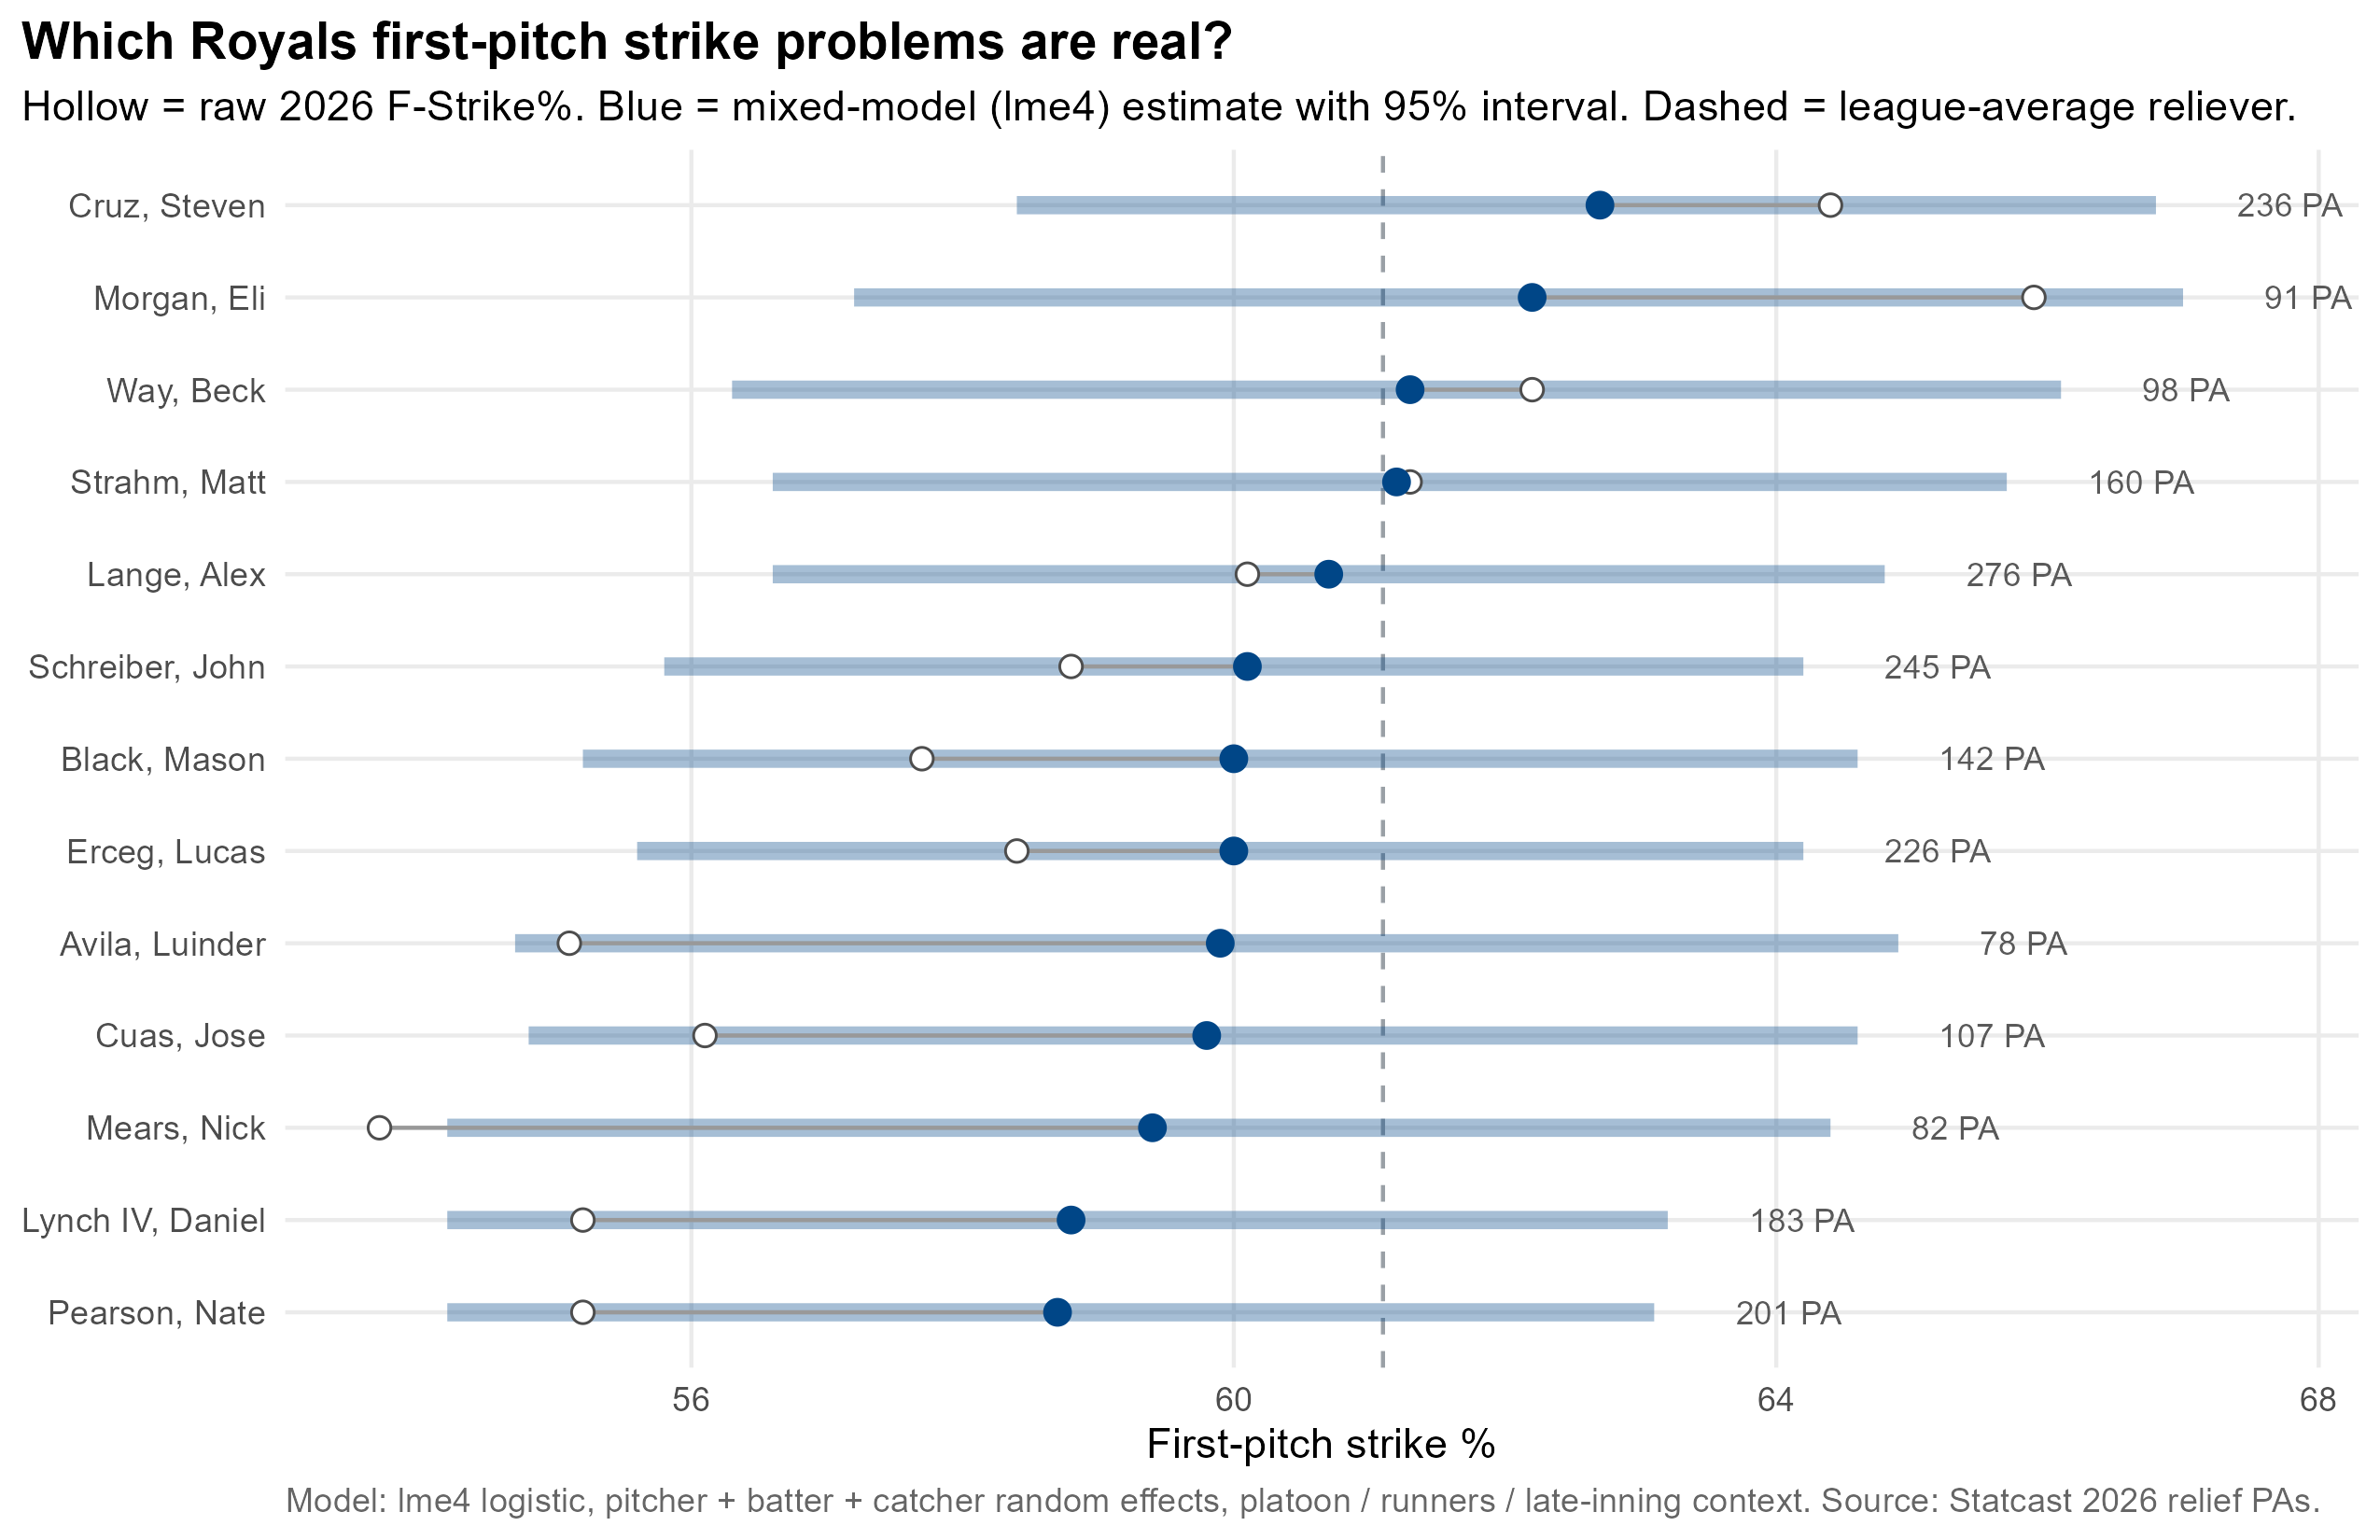 Which Royals first-pitch strike problems are real?
Hollow = raw 2026 F-Strike%. Blue = mixed-model (lme4) estimate with 95% interval. Dashed = league-average reliever.
Cruz, Steven 236 PA
Morgan, Eli 91 PA
Way, Beck 98 PA
Strahm, Matt 160 PA
Lange, Alex 276 PA
Schreiber, John 245 PA
Black, Mason 142 PA
Erceg, Lucas 226 PA
Avila, Luinder 78 PA
Cuas, Jose 107 PA
Mears, Nick 82 PA
Lynch IV, Daniel 183 PA
Pearson, Nate 201 PA
56 60 64 68
First-pitch strike %
Model: lme4 logistic, pitcher + batter + catcher random effects, platoon / runners / late-inning context. Source: Statcast 2026 relief PAs.